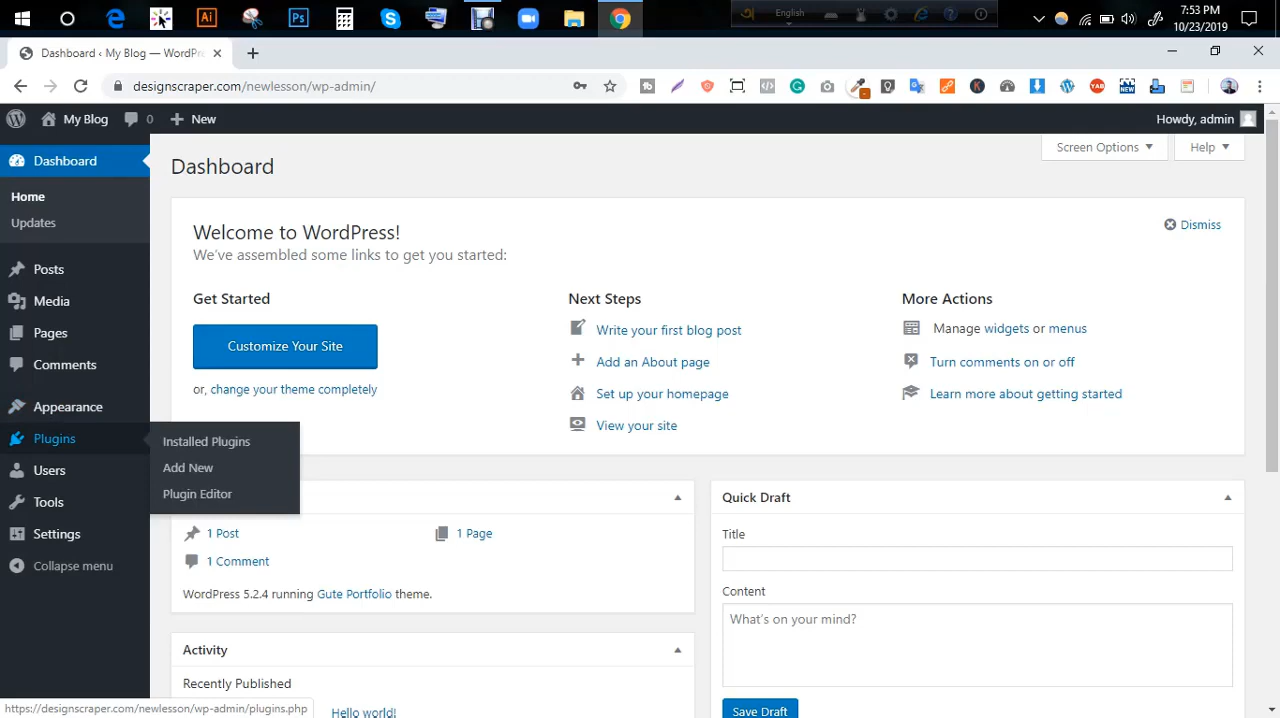 English
7:53 PM
10/23/2019
Dashboard ‹ My Blog — WordPr
designscraper.com/newlesson/wp-admin/
My Blog
0
New
Howdy, admin
Dashboard
Home
Updates
Posts
Media
Pages
Comments
Appearance
Plugins
Users
Tools
Settings
Collapse menu
Installed Plugins
Add New
Plugin Editor
Dashboard
Screen Options
Help
Welcome to WordPress!
We've assembled some links to get you started:
Dismiss
Get Started
Customize Your Site
or, change your theme completely
Next Steps
Write your first blog post
Add an About page
Set up your homepage
View your site
More Actions
Manage widgets or menus
Turn comments on or off
Learn more about getting started
1 Post
1 Page
1 Comment
WordPress 5.2.4 running Gute Portfolio theme.
Activity
Recently Published
Hello world!
Quick Draft
Title
Content
What's on your mind?
Save Draft
https://designscraper.com/newlesson/wp-admin/plugins.php